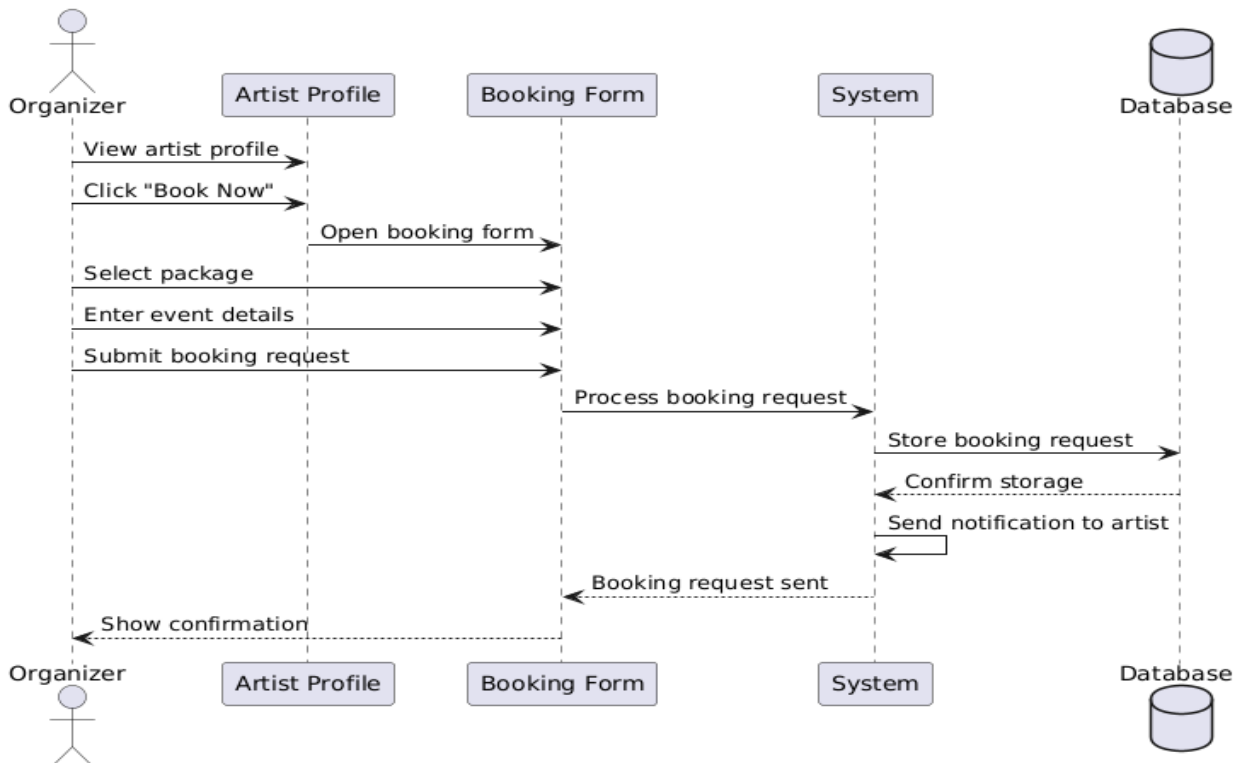 Organizer
Artist Profile
Booking Form
System
Database
View artist profile
Click "Book Now"
Open booking form
Select package
Enter event details
Submit booking request
Process booking request
Store booking request
Confirm storage
Send notification to artist
Booking request sent
Show confirmation
Organizer
Artist Profile
Booking Form
System
Database